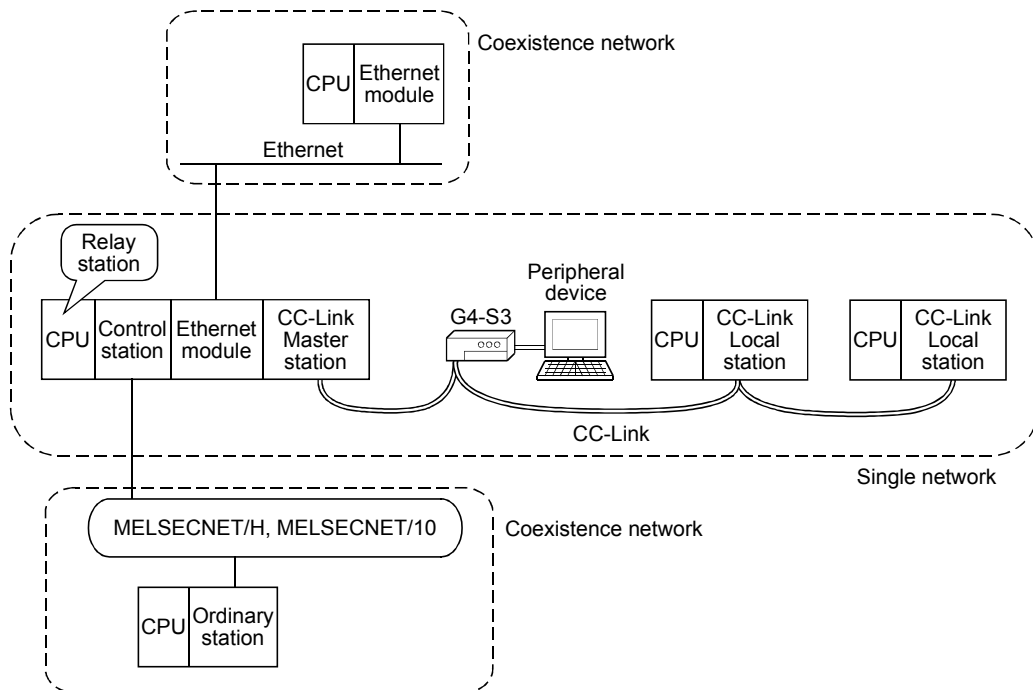 Coexistence network
CPU
Ethernet
module
Ethernet
Relay
station
CPU
Control
station
Ethernet
module
CC-Link
Master
station
G4-S3
Peripheral
device
CPU
CC-Link
Local
station
CPU
CC-Link
Local
station
CC-Link
Single network
MELSECNET/H, MELSECNET/10
Coexistence network
CPU
Ordinary
station